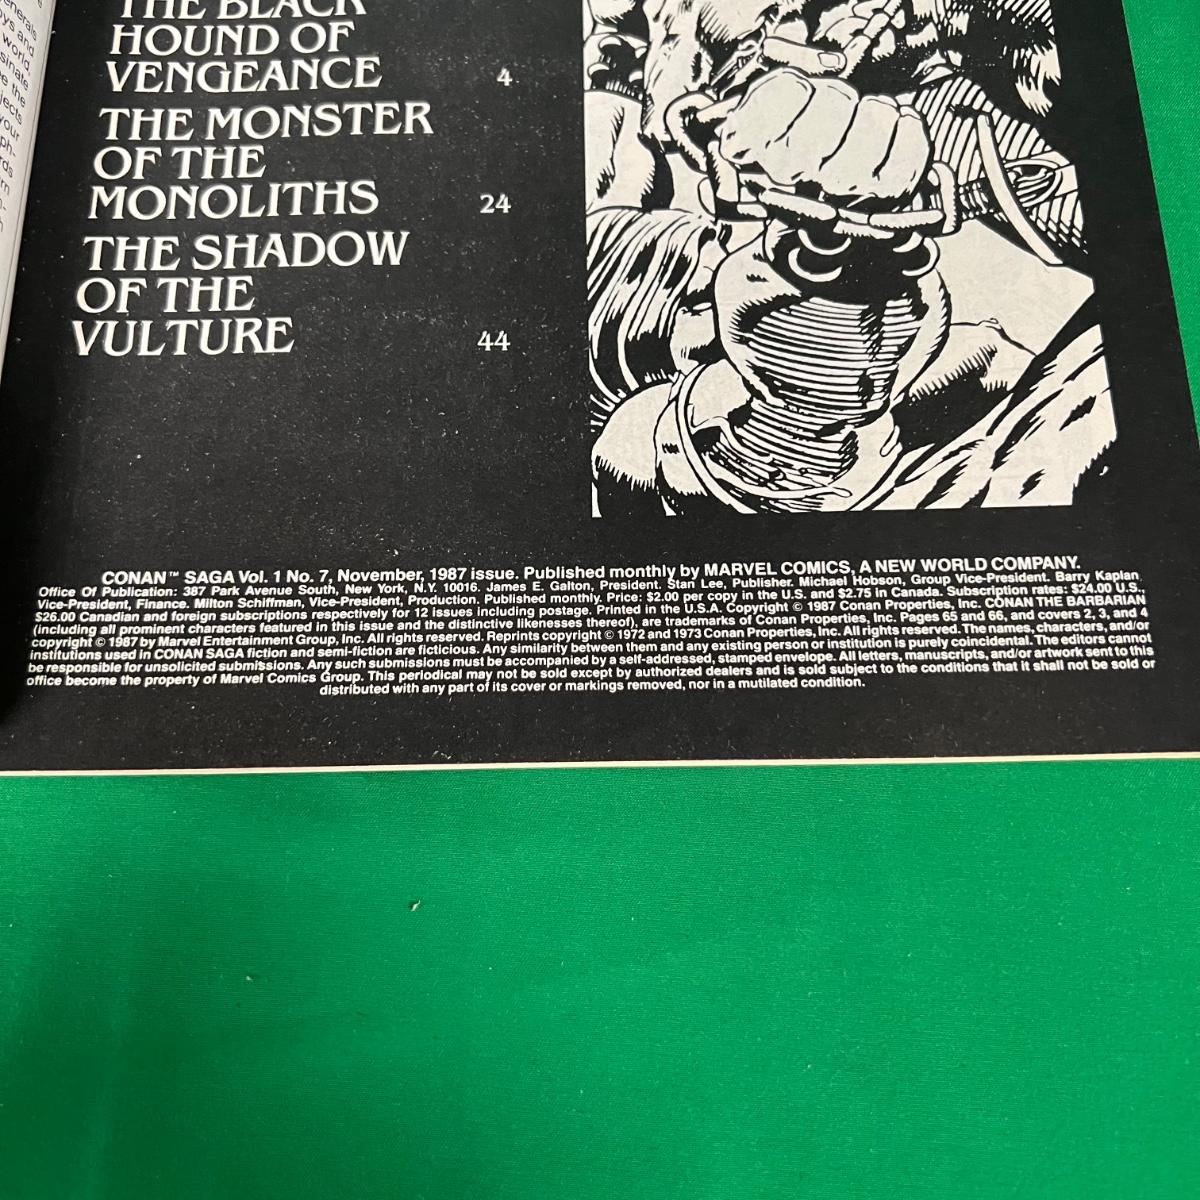 THE BLACK
HOUND OF
VENGEANCE 4
THE MONSTER
OF THE
MONOLITHS 24
THE SHADOW
OF THE
VULTURE 44
CONAN™ SAGA Vol. 1 No. 7, November, 1987 issue. Published monthly by MARVEL COMICS, A NEW WORLD COMPANY.
Office Of Publication: 387 Park Avenue South, New York, N.Y. 10016. James E. Galton, President. Stan Lee, Publisher. Michael Hobson, Group Vice-President. Barry Kaplan,
Vice-President, Finance. Milton Schiffman, Vice-President, Production. Published monthly. Price: $2.00 per copy in the U.S. and $2.75 in Canada. Subscription rates: $24.00 U.S.,
$26.00 Canadian and foreign subscriptions respectively for 12 issues including postage. Printed in the U.S.A. Copyright © 1987 Conan Properties, Inc. CONAN THE BARBARIAN
(including all prominent characters featured in this issue and the distinctive likenesses thereof), are trademarks of Conan Properties, Inc. Pages 65 and 66, and covers 2, 3, and 4
copyright © 1987 by Marvel Entertainment Group, Inc. All rights reserved. Reprints copyright © 1972 and 1973 Conan Properties, Inc. All rights reserved. The names, characters, and/or
institutions used in CONAN SAGA fiction and semi-fiction are ficticious. Any similarity between them and any existing person or institution is purely coincidental. The editors cannot
be responsible for unsolicited submissions. Any such submissions must be accompanied by a self-addressed, stamped envelope. All letters, manuscripts, and/or artwork sent to this
office become the property of Marvel Comics Group. This periodical may not be sold except by authorized dealers and is sold subject to the conditions that it shall not be sold or
distributed with any part of its cover or markings removed, nor in a mutilated condition.